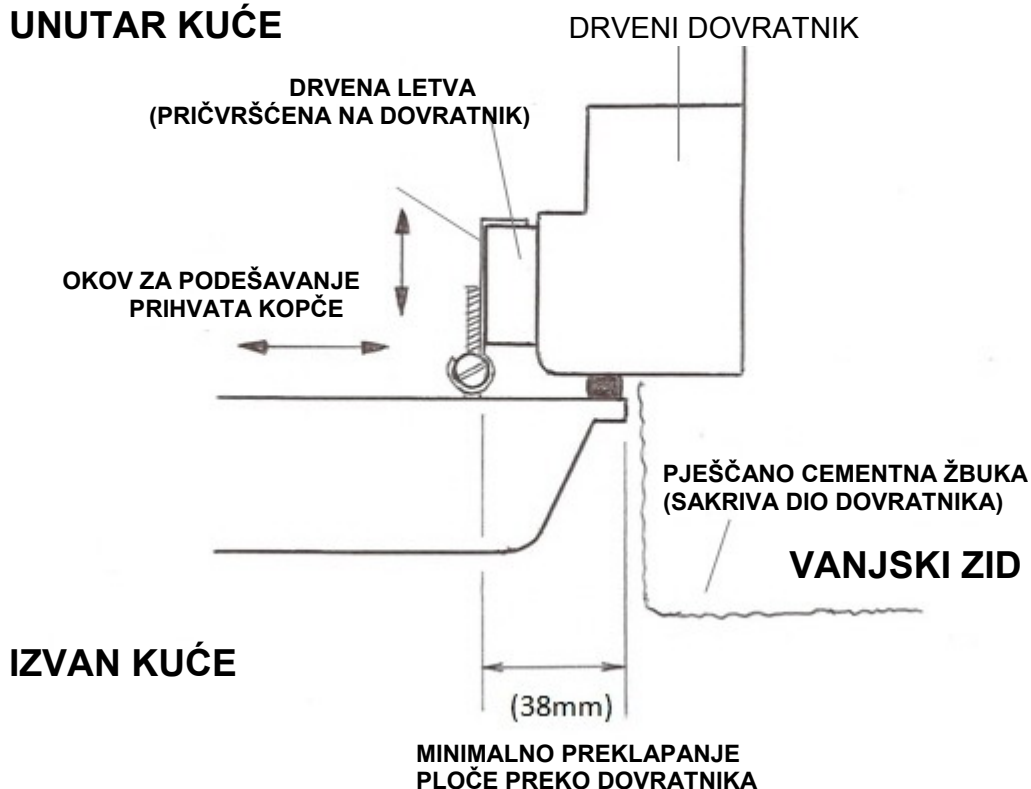 UNUTAR KUĆE
DRVENI DOVRATNIK
DRVENA LETVA
(PRIČVRŠĆENA NA DOVRATNIK)
OKOV ZA PODEŠAVANJE
PRIHVATA KOPČE
PJEŠČANO CEMENTNA ŽBUKA
(SAKRIVA DIO DOVRATNIKA)
VANJSKI ZID
IZVAN KUĆE
(38mm)
MINIMALNO PREKLAPANJE
PLOČE PREKO DOVRATNIKA